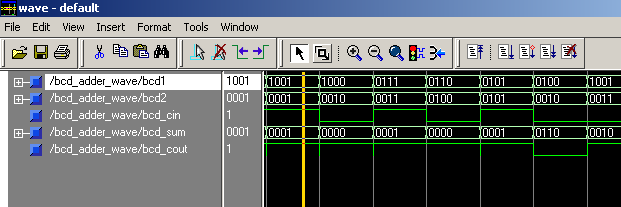 wave - default
File Edit View Insert Format Tools Window
/bcd_adder_wave/bcd1 1001 1001 1000 0111 0110 0101 0100 1001
/bcd_adder_wave/bcd2 0001 0001 0010 0011 0100 0101 0010 0011
/bcd_adder_wave/bcd_cin 1
/bcd_adder_wave/bcd_sum 0001 0001 0000 0001 0000 0001 0110 0010
/bcd_adder_wave/bcd_cout 1